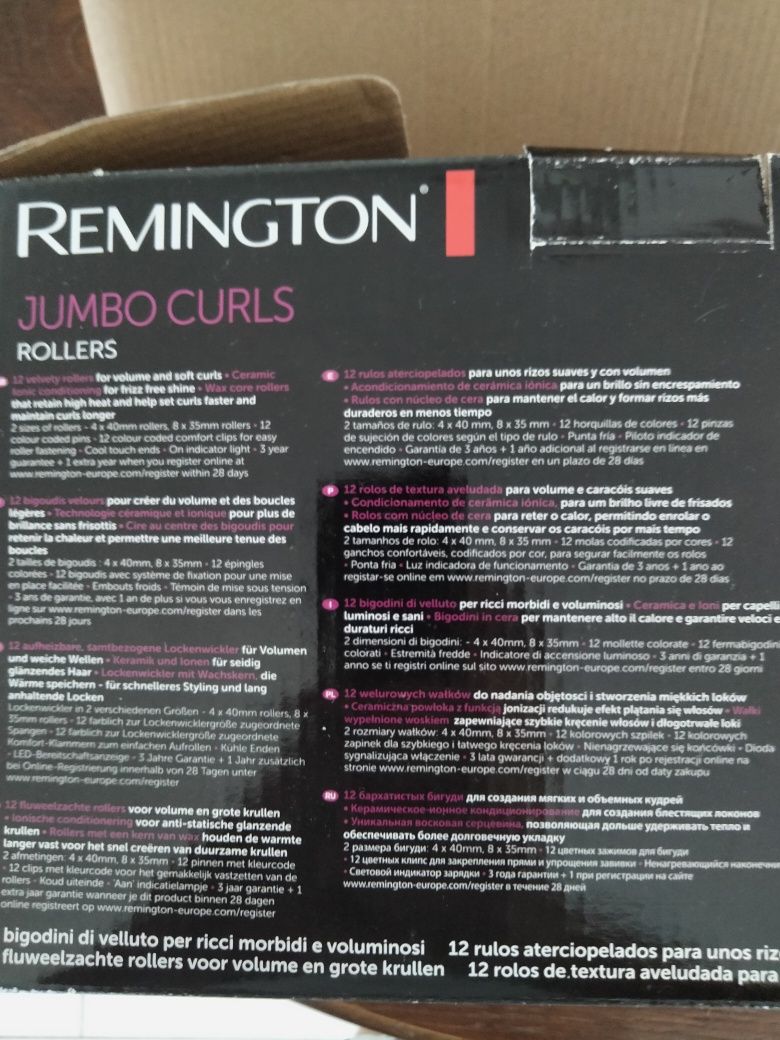 REMINGTON
JUMBO CURLS
ROLLERS
12 velvety rollers for volume and soft curls • Ceramic
Ionic conditioning for frizz free shine • Wax core rollers
that retain high heat and help set curls faster and
maintain curls longer
2 sizes of rollers - 4 x 40mm rollers, 8 x 35mm rollers • 12
colour coded pins • 12 colour coded comfort clips for easy
roller fastening • Cool touch ends • On indicator light • 3 year
guarantee + 1 extra year when you register online at
www.remington-europe.com/register within 28 days
12 bigoudis velours pour créer du volume et des boucles
légères • Technologie céramique et ionique pour plus de
brillance sans frisottis • Cire au centre des bigoudis pour
retenir la chaleur et permettre une meilleure tenue des
boucles
2 tailles de bigoudis : 4 x 40mm, 8 x 35mm • 12 épingles
colorées • 12 bigoudis avec système de fixation pour une mise
en place facilitée • Embouts froids • Témoin de mise sous tension
• 3 ans de garantie, avec 1 an de plus si vous vous enregistrez en
ligne sur www.remington-europe.com/register dans les
prochains 28 jours
12 aufheizbare, samtbezogene Lockenwickler für Volumen
und weiche Wellen • Keramik und Ionen für seidig
glänzendes Haar • Lockenwickler mit Wachskern, die
Wärme speichern • für schnelleres Styling und lang
anhaltende Locken
Lockenwickler in 2 verschiedenen Größen - 4 x 40mm rollers, 8 x
35mm rollers • 12 farblich zur Lockenwicklergröße zugeordnete
Spangen • 12 farblich zur Lockenwicklergröße zugeordnete
Komfort-Klammern zum einfachen Aufrollen • Kühle Enden
• LED-Bereitschaftsanzeige • 3 Jahre Garantie + 1 Jahr zusätzlich
bei Online-Registrierung innerhalb von 28 Tagen unter
www.remington-europe.com/register
12 fluweelzachte rollers voor volume en grote krullen
• Ionische conditionering voor anti-statische glanzende
krullen • Rollers met een kern van wax houden de warmte
langer vast voor het snel creëren van duurzame krullen
2 afmetingen: 4 x 40mm, 8 x 35mm • 12 pinnen met kleurcode
• 12 clips met kleurcode voor het gemakkelijk vastzetten van de
rollers • Koud uiteinde • 'Aan' indicatielampje • 3 jaar garantie + 1
extra jaar garantie wanneer je dit product binnen 28 dagen
online registreert op www.remington-europe.com/register
E 12 rulos aterciopelados para unos rizos suaves y con volumen
• Acondicionamiento de cerámica iónica para un brillo sin encrespamiento
• Rulos con núcleo de cera para mantener el calor y formar rizos más
duraderos en menos tiempo
2 tamaños de rulo: 4 x 40 mm, 8 x 35 mm • 12 horquillas de colores • 12 pinzas
de sujeción de colores según el tipo de rulo • Punta fría • Piloto indicador de
encendido • Garantía de 3 años + 1 año adicional al registrarse en línea en
www.remington-europe.com/register en un plazo de 28 días
P 12 rolos de textura aveludada para volume e caracóis suaves
• Condicionamento de cerâmica iónica, para um brilho livre de frisados
• Rolos com núcleo de cera para reter o calor, permitindo enrolar o
cabelo mais rapidamente e conservar os caracóis por mais tempo
2 tamanhos de rolo: 4 x 40 mm, 8 x 35 mm • 12 molas codificadas por cores • 12
ganchos confortáveis, codificados por cor, para segurar facilmente os rolos
• Ponta fria • Luz indicadora de funcionamento • Garantia de 3 anos + 1 ano ao
registar-se online em www.remington-europe.com/register no prazo de 28 dias
I 12 bigodini di velluto per ricci morbidi e voluminosi • Ceramica e Ioni per capelli
luminosi e sani • Bigodini in cera per mantenere alto il calore e garantire veloci e
duraturi ricci
2 dimensioni di bigodini: - 4 x 40mm, 8 x 35mm • 12 mollette colorate • 12 fermabigodini
colorati • Estremità fredde • Indicatore di accensione luminoso • 3 anni di garanzia + 1
anno se ti registri online sul sito www.remington-europe.com/register entro 28 giorni
PL 12 welurowych wałków do nadania objętosci i stworzenia miękkich loków
• Ceramiczna powłoka z funkcją jonizacji redukuje efekt plątania się włosów • Wałki
wypełnione woskiem zapewniające szybkie kręcenie włosów i długotrwałe loki
2 rozmiary wałków: 4 x 40mm, 8 x 35mm • 12 kolorowych szpilek • 12 kolorowych
zapinek dla szybkiego i łatwego kręcenia loków • Nienagrzewające się końcówki • Dioda
sygnalizująca włączenie • 3 lata gwarancji + dodatkowy 1 rok po rejestracji online na
stronie www.remington-europe.com/register w ciągu 28 dni od daty zakupu
RU 12 бархатистых бигуди для создания мягких и объемных кудрей
• Керамическое-ионное кондиционирование для создания блестящих локонов
• Уникальная восковая серцевина, позволяющая дольше удерживать тепло и
обеспечивать более долговечную укладку
2 размера бигуди: 4 x 40mm, 8 x 35mm • 12 цветных зажимов для бигуди
• 12 цветных клипс для закрепления прями и упрощения завивки • Ненагревающийся наконечни
• Световой индикатор зарядки • 3 года гарантии + 1 при регистрации на сайте
www.remington-europe.com/register в течение 28 дней
bigodini di velluto per ricci morbidi e voluminosi 12 rulos aterciopelados para unos riz
fluweelzachte rollers voor volume en grote krullen 12 rolos de textura aveludada para